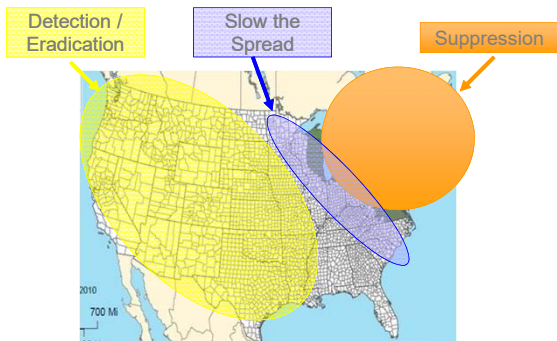 Detection /
Eradication
Slow the
Spread
Suppression
2010
700 Mi